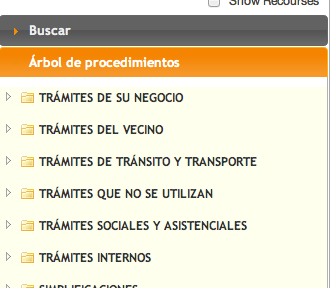 Show Recourses
Buscar
Árbol de procedimientos
TRÁMITES DE SU NEGOCIO
TRÁMITES DEL VECINO
TRÁMITES DE TRÁNSITO Y TRANSPORTE
TRÁMITES QUE NO SE UTILIZAN
TRÁMITES SOCIALES Y ASISTENCIALES
TRÁMITES INTERNOS
SIMPLIFICACIONES